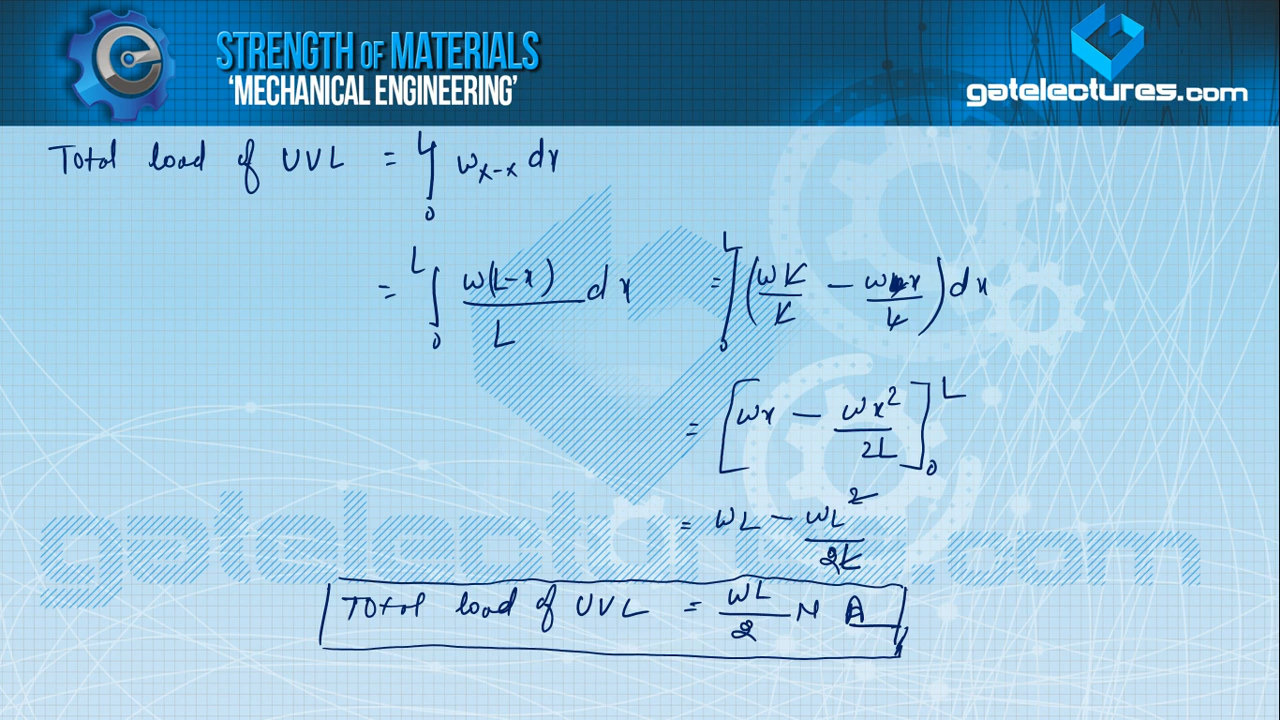 STRENGTH OF MATERIALS
'MECHANICAL ENGINEERING'
gatelectures.com
Total load of UVL = ∫₀ᴸ w_{x-x} dx
= ∫₀ᴸ w(L-x)/L dx = ∫₀ᴸ (wL/L - wx/L) dx
= [wx - wx²/2L]₀ᴸ
= wL - wL²/2L
Total load of UVL = wL/2 N
gatelectures.com